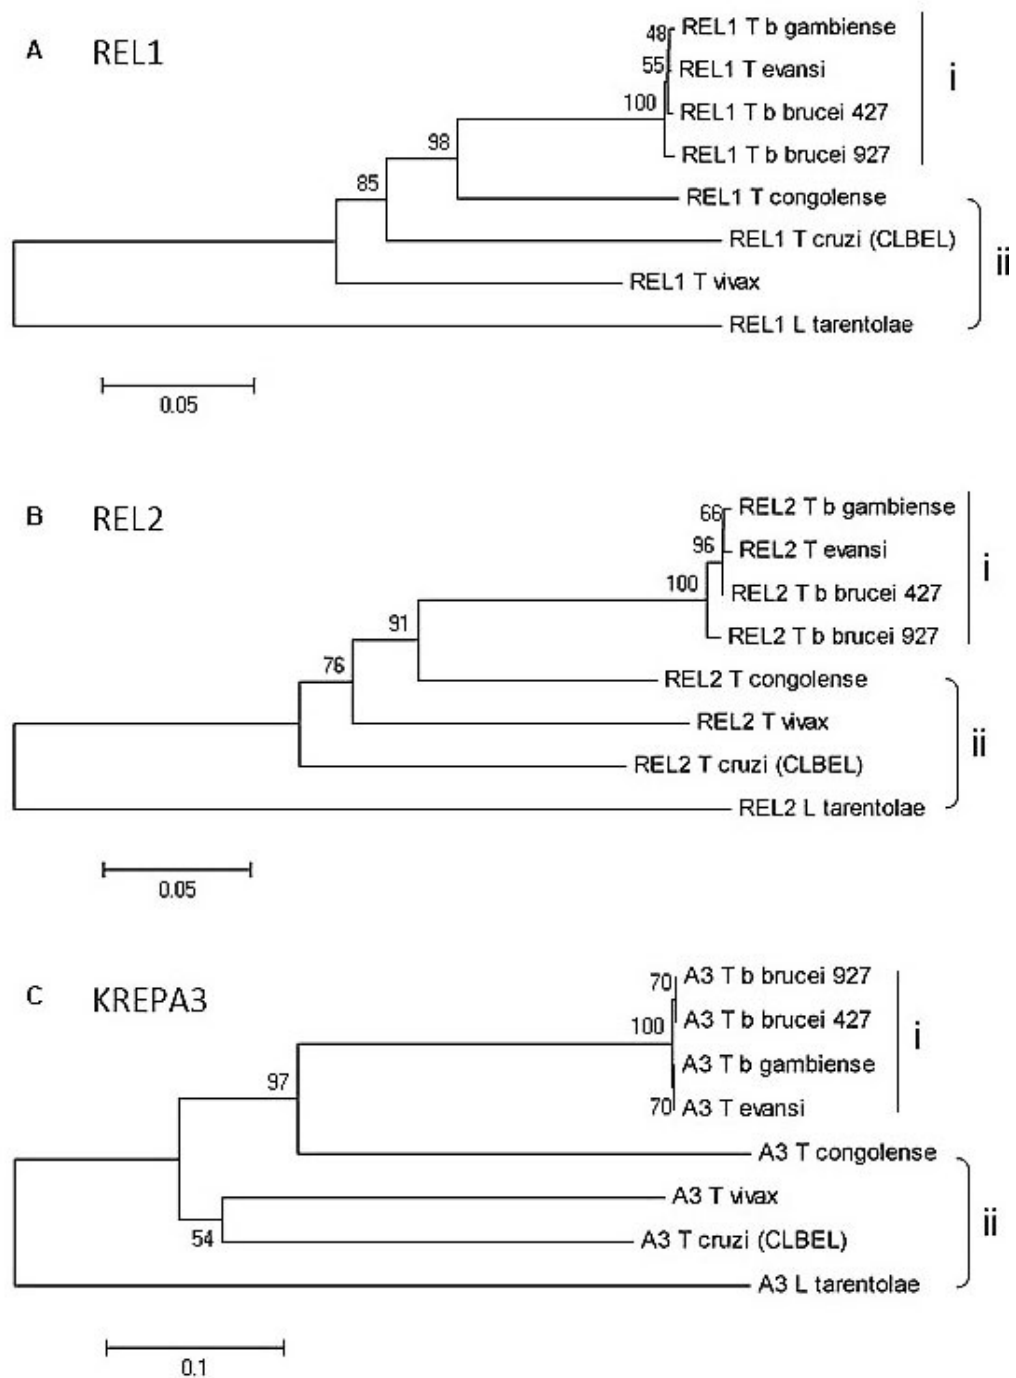 A REL1
48 REL1 T b gambiense
55 REL1 T evansi
i
100 REL1 T b brucei 427
REL1 T b brucei 927
98
85
REL1 T congolense
REL1 T cruzi (CLBEL)
ii
REL1 T vivax
REL1 L tarentolae
0.05
B REL2
66 REL2 T b gambiense
96 REL2 T evansi
i
100 REL2 T b brucei 427
REL2 T b brucei 927
91
76
REL2 T congolense
REL2 T vivax
ii
REL2 T cruzi (CLBEL)
REL2 L tarentolae
0.05
C KREPA3
70 A3 T b brucei 927
A3 T b brucei 427
100
i
A3 T b gambiense
97
70 A3 T evansi
A3 T congolense
A3 T vivax
ii
54 A3 T cruzi (CLBEL)
A3 L tarentolae
0.1